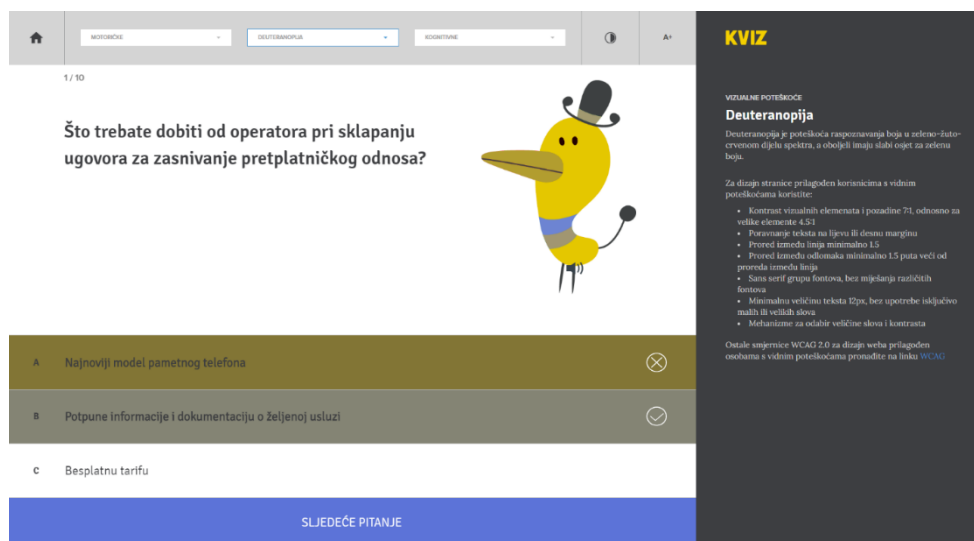 MOTORIČKE
DEUTERANOPIJA
KOGNITIVNE
A+
1 / 10
Što trebate dobiti od operatora pri sklapanju
ugovora za zasnivanje pretplatničkog odnosa?
A Najnoviji model pametnog telefona
B Potpune informacije i dokumentaciju o željenoj usluzi
C Besplatnu tarifu
SLJEDEĆE PITANJE
KVIZ
VIZUALNE POTEŠKOĆE
Deuteranopija
Deuteranopija je poteškoća raspoznavanja boja u zeleno-žuto-
crvenom dijelu spektra, a oboljeli imaju slabi osjet za zelenu
boju.
Za dizajn stranice prilagođen korisnicima s vidnim
poteškoćama koristite:
• Kontrast vizualnih elemenata i pozadine 7:1, odnosno za
velike elemente 4.5:1
• Poravnanje teksta na lijevu ili desnu marginu
• Prored između linija minimalno 1.5
• Prored između odlomaka minimalno 1.5 puta veći od
proreda između linija
• Sans serif grupu fontova, bez miješanja različitih
fontova
• Minimalnu veličinu teksta 12px, bez upotrebe isključivo
malih ili velikih slova
• Mehanizme za odabir veličine slova i kontrasta
Ostale smjernice WCAG 2.0 za dizajn weba prilagođen
osobama s vidnim poteškoćama pronađite na linku WCAG